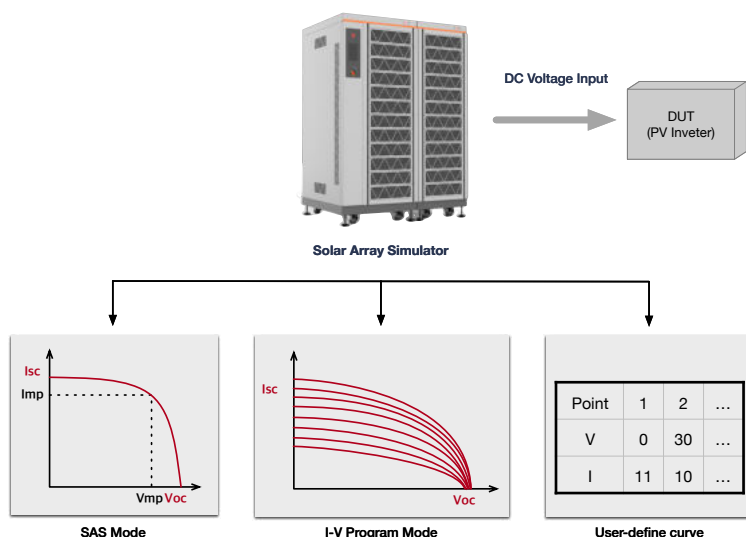 DC Voltage Input
DUT
(PV Inveter)
Solar Array Simulator
Isc
Imp
Vmp Voc
Isc
Voc
Point 1 2 ...
V 0 30 ...
I 11 10 ...
SAS Mode
I-V Program Mode
User-define curve